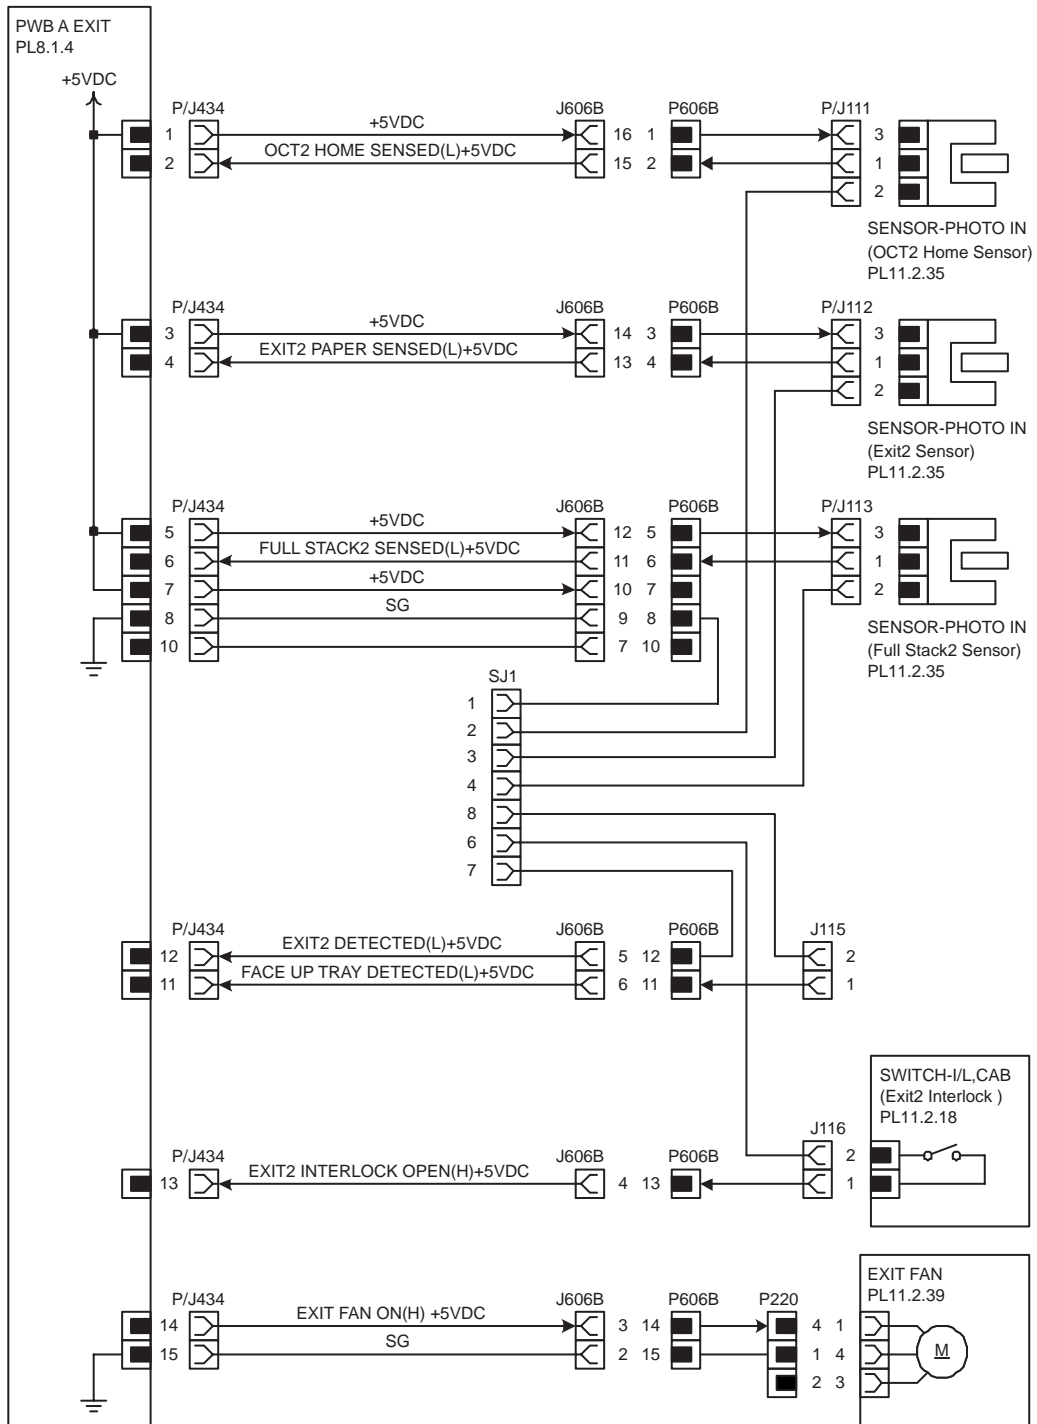 PWB A EXIT
PL8.1.4
+5VDC
P/J434 J606B P606B P/J111
1 +5VDC 16 1 3
2 OCT2 HOME SENSED(L)+5VDC 15 2 1
2
SENSOR-PHOTO IN
(OCT2 Home Sensor)
PL11.2.35
P/J434 J606B P606B P/J112
3 +5VDC 14 3 3
4 EXIT2 PAPER SENSED(L)+5VDC 13 4 1
2
SENSOR-PHOTO IN
(Exit2 Sensor)
PL11.2.35
P/J434 J606B P606B P/J113
5 +5VDC 12 5 3
6 FULL STACK2 SENSED(L)+5VDC 11 6 1
7 +5VDC 10 7 2
8 SG 9 8
10 7 10
SENSOR-PHOTO IN
(Full Stack2 Sensor)
PL11.2.35
SJ1
1
2
3
4
8
6
7
P/J434 J606B P606B J115
12 EXIT2 DETECTED(L)+5VDC 5 12 2
11 FACE UP TRAY DETECTED(L)+5VDC 6 11 1
SWITCH-I/L,CAB
(Exit2 Interlock )
PL11.2.18
J116
2
P/J434 J606B P606B
13 EXIT2 INTERLOCK OPEN(H)+5VDC 4 13 1
EXIT FAN
PL11.2.39
P/J434 J606B P606B P220
14 EXIT FAN ON(H) +5VDC 3 14 4 1
15 SG 2 15 1 4 M
2 3